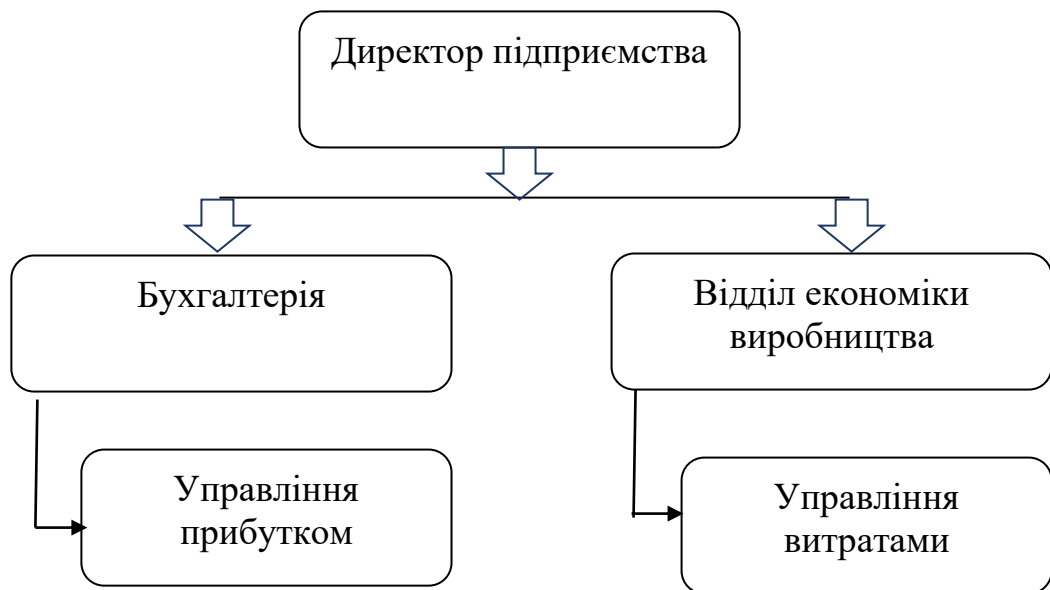 Директор підприємства
Бухгалтерія
Відділ економіки
виробництва
Управління
прибутком
Управління
витратами